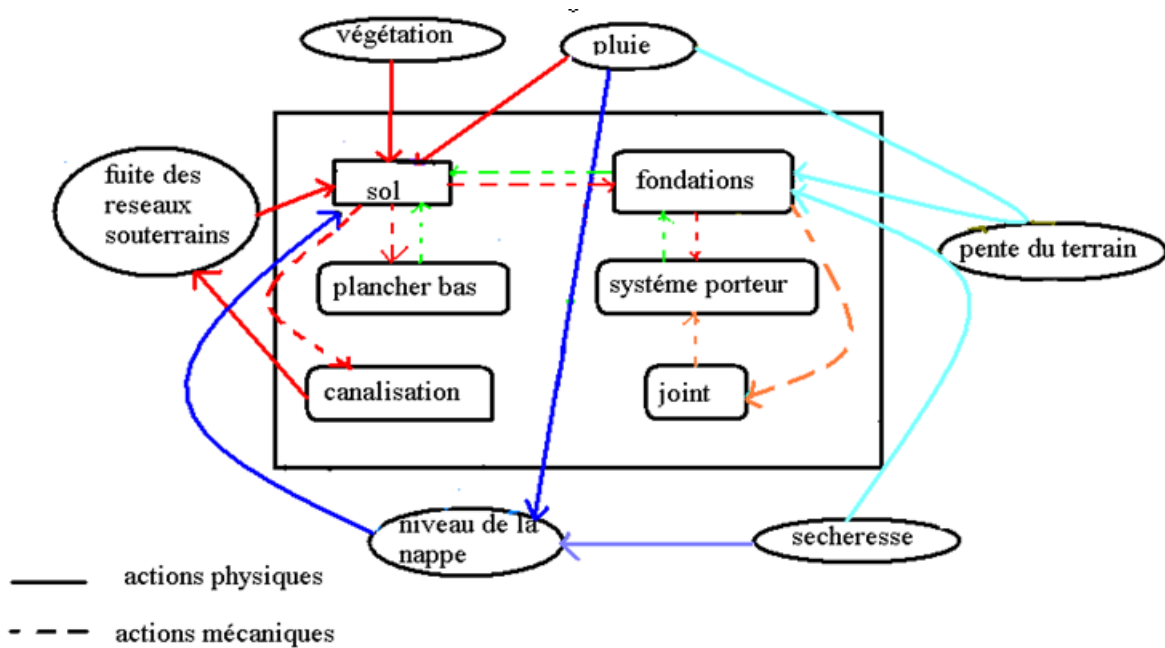 végétation
pluie
fuite des
reseaux
souterrains
sol
fondations
pente du terrain
plancher bas
systéme porteur
canalisation
joint
niveau de la
nappe
secheresse
actions physiques
actions mécaniques